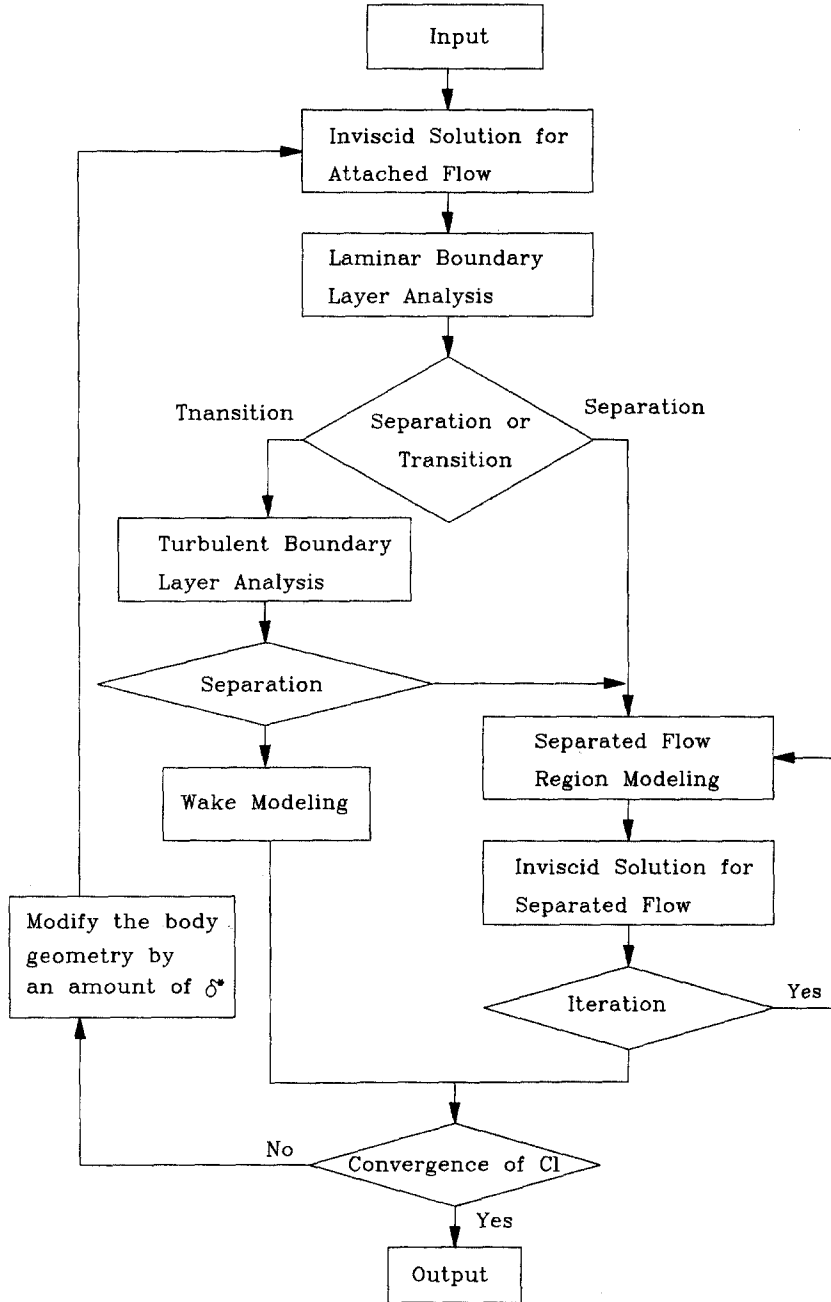 Input
Inviscid Solution for
Attached Flow
Laminar Boundary
Layer Analysis
Tnansition
Separation or
Transition
Separation
Turbulent Boundary
Layer Analysis
Separation
Separated Flow
Region Modeling
Wake Modeling
Inviscid Solution for
Separated Flow
Modify the body
geometry by
an amount of δ*
Iteration
Yes
No
Convergence of Cl
Yes
Output